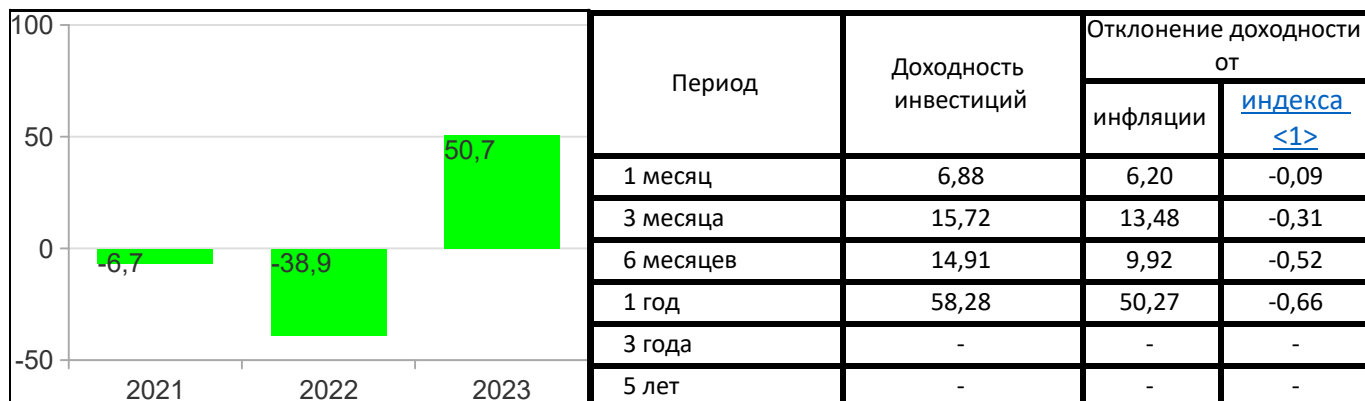 100
50
0
-50
50,7
-6,7
-38,9
2021 2022 2023
Период
Доходность
инвестиций
Отклонение доходности
от
инфляции
индекса
<1>
1 месяц 6,88 6,20 -0,09
3 месяца 15,72 13,48 -0,31
6 месяцев 14,91 9,92 -0,52
1 год 58,28 50,27 -0,66
3 года - - -
5 лет - - -